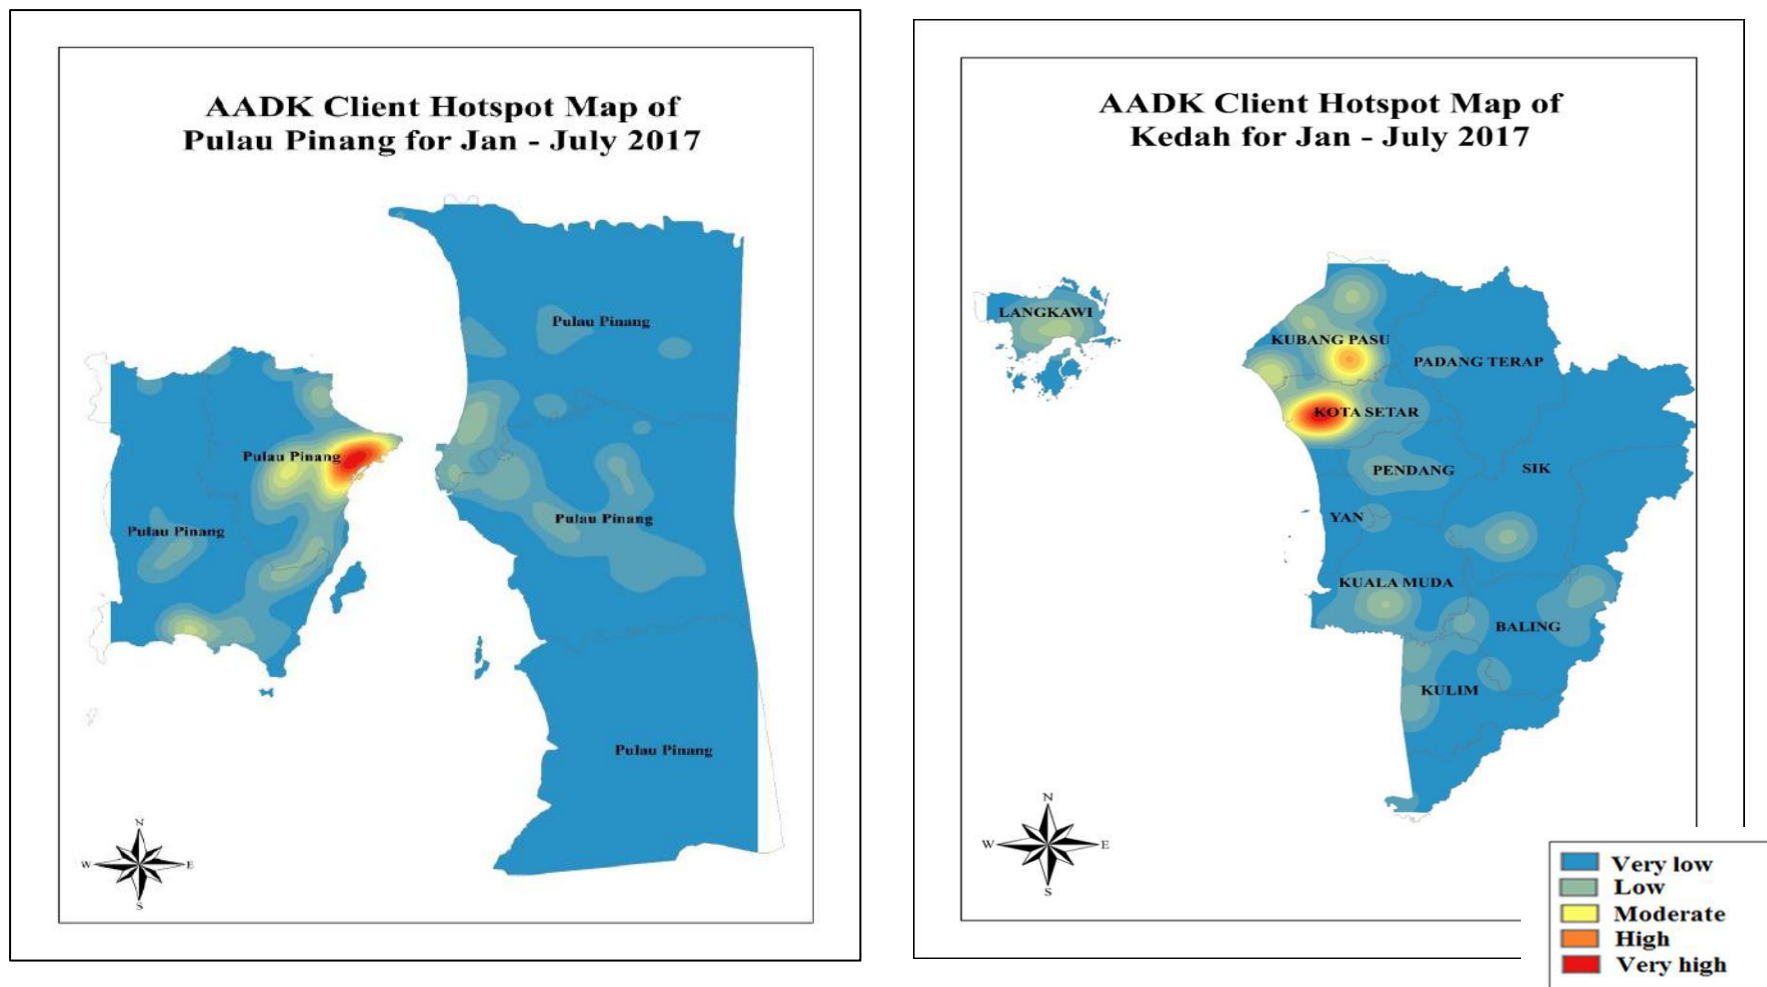 AADK Client Hotspot Map of
Pulau Pinang for Jan - July 2017
Pulau Pinang
Pulau Pinang
Pulau Pinang
Pulau Pinang
Pulau Pinang
N
W
E
S
AADK Client Hotspot Map of
Kedah for Jan - July 2017
LANGKAWI
KUBANG PASU
PADANG TERAP
KOTA SETAR
PENDANG
SIK
YAN
KUALA MUDA
BALING
KULIM
N
W
E
S
Very low
Low
Moderate
High
Very high